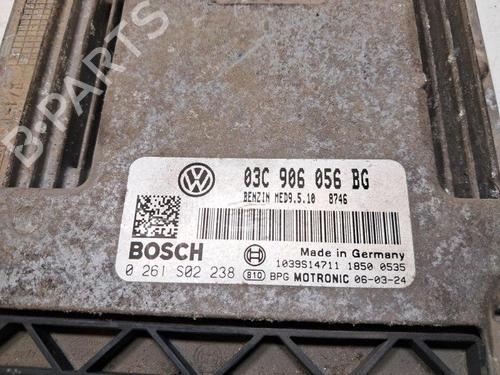 B-PARTS
03C 906 056 BG
BENZIN MED9.5.10 8746
BOSCH
Made in Germany
0 261 S02 238
1039S14711 1850 0535
810 BPG MOTRONIC 06-03-24